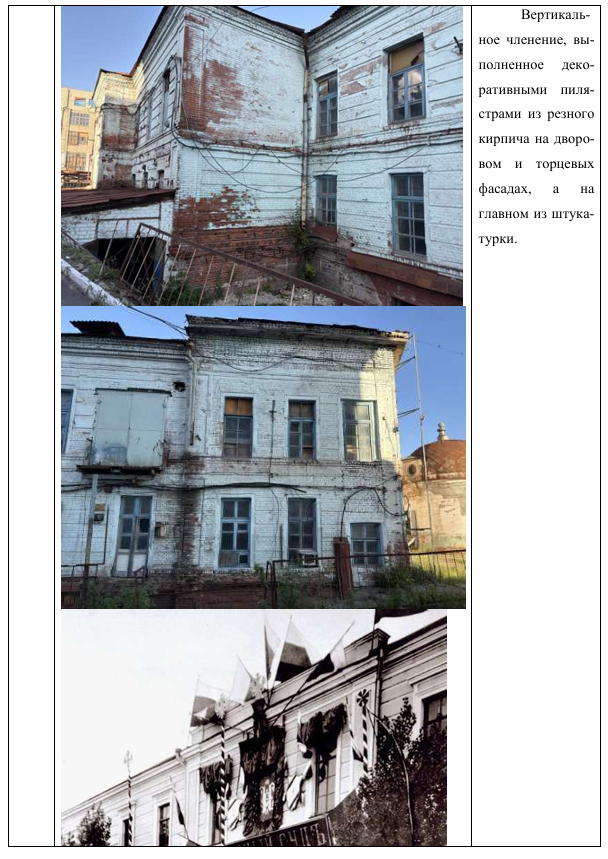 Вертикаль-
ное членение, вы-
полненное деко-
ративными пиля-
страми из резного
кирпича на дворо-
вом и торцевых
фасадах, а на
главном из штука-
турки.
СУДЪ